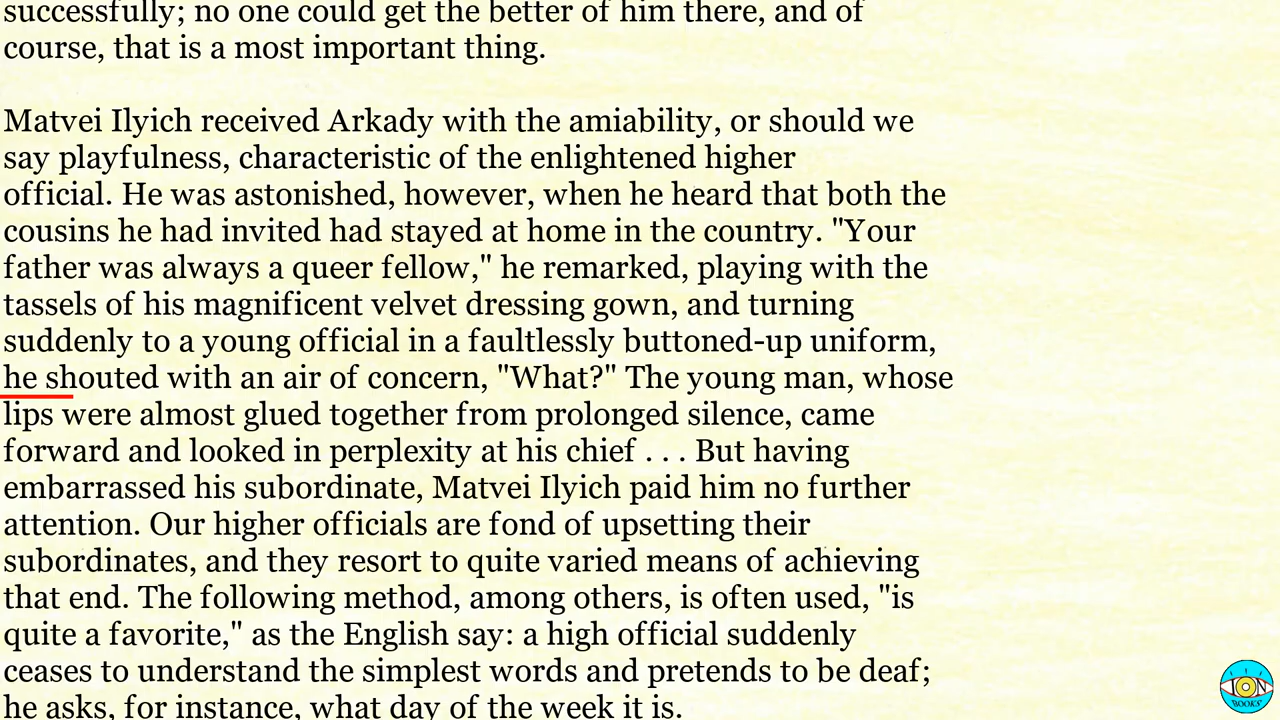 successfully; no one could get the better of him there, and of
course, that is a most important thing.
Matvei Ilyich received Arkady with the amiability, or should we
say playfulness, characteristic of the enlightened higher
official. He was astonished, however, when he heard that both the
cousins he had invited had stayed at home in the country. "Your
father was always a queer fellow," he remarked, playing with the
tassels of his magnificent velvet dressing gown, and turning
suddenly to a young official in a faultlessly buttoned-up uniform,
he shouted with an air of concern, "What?" The young man, whose
lips were almost glued together from prolonged silence, came
forward and looked in perplexity at his chief . . . But having
embarrassed his subordinate, Matvei Ilyich paid him no further
attention. Our higher officials are fond of upsetting their
subordinates, and they resort to quite varied means of achieving
that end. The following method, among others, is often used, "is
quite a favorite," as the English say: a high official suddenly
ceases to understand the simplest words and pretends to be deaf;
he asks, for instance, what day of the week it is.
ION
BOOKS